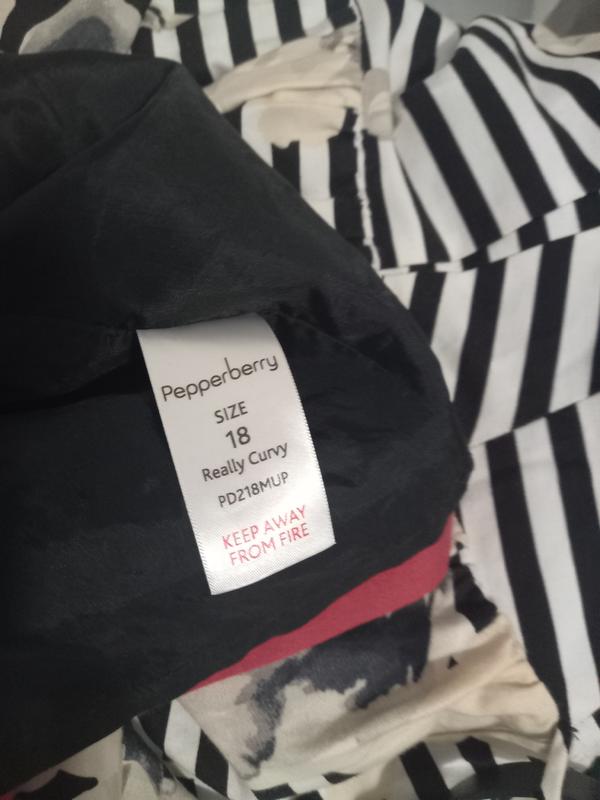 Pepperberry
SIZE
18
Really Curvy
PD218MUP
KEEP AWAY
FROM FIRE